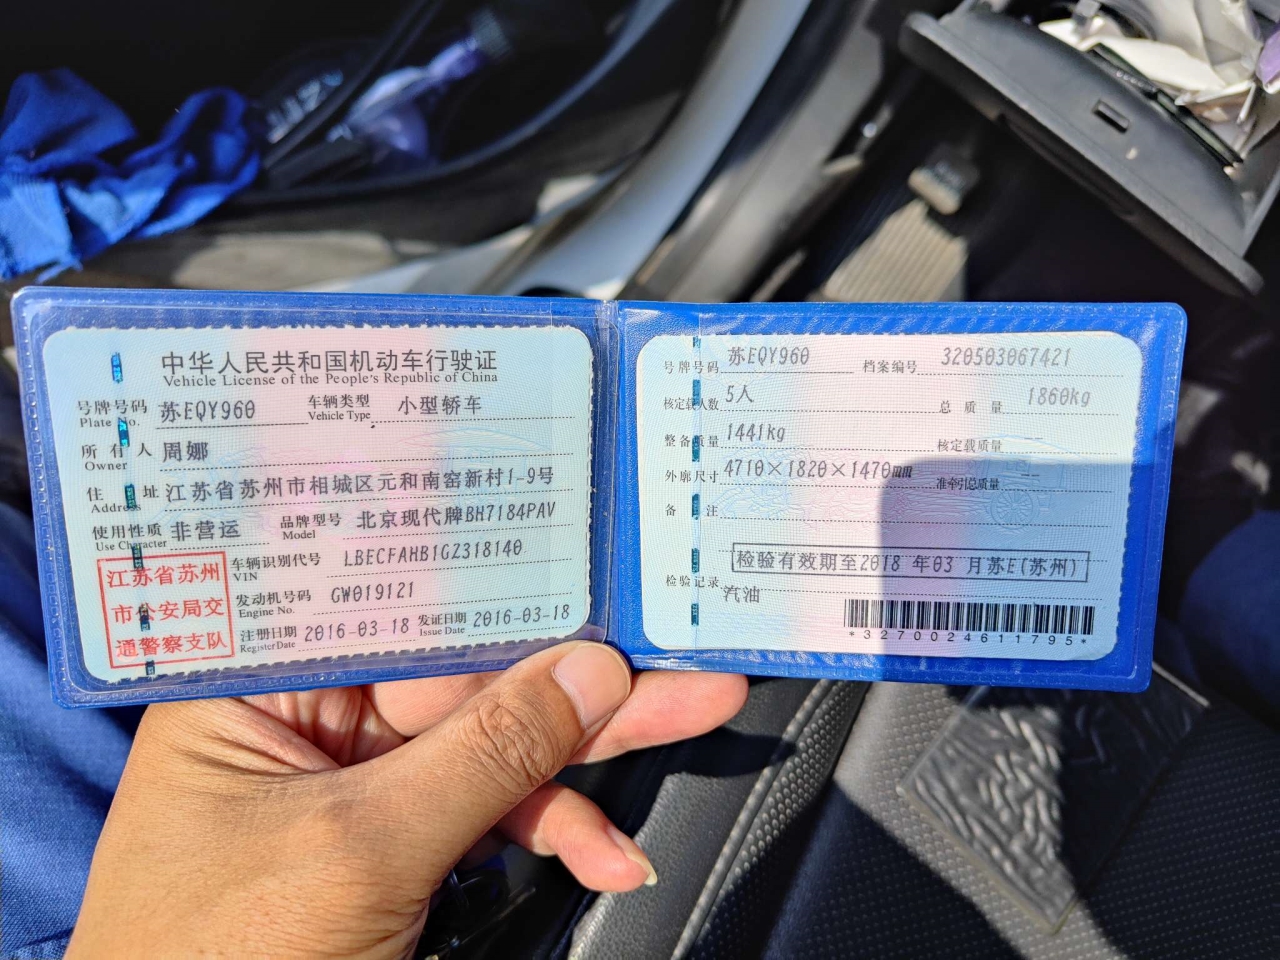 中华人民共和国机动车行驶证
Vehicle License of the People's Republic of China
号牌号码 苏EQY960 车辆类型 小型轿车
Plate No. Vehicle Type
所有人 周娜
Owner
住址 江苏省苏州市相城区元和南窑新村1-9号
Address
使用性质 非营运 品牌型号 北京现代牌BH7184PAV
Use Character Model
江苏省苏州
市公安局交
通警察支队
车辆识别代号 LBECFAHB1GZ318140
VIN
发动机号码 GW019121
Engine No.
注册日期 2016-03-18 发证日期 2016-03-18
Register Date Issue Date
号牌号码 苏EQY960 档案编号 320503067421
核定载人数 5人 总质量 1860kg
整备质量 1441kg 核定载质量 --
外廓尺寸 4710×1820×1470mm 准牵引总质量 --
备注
检验有效期至2018 年03 月苏E(苏州)
检验记录
汽油
*3270024611795*